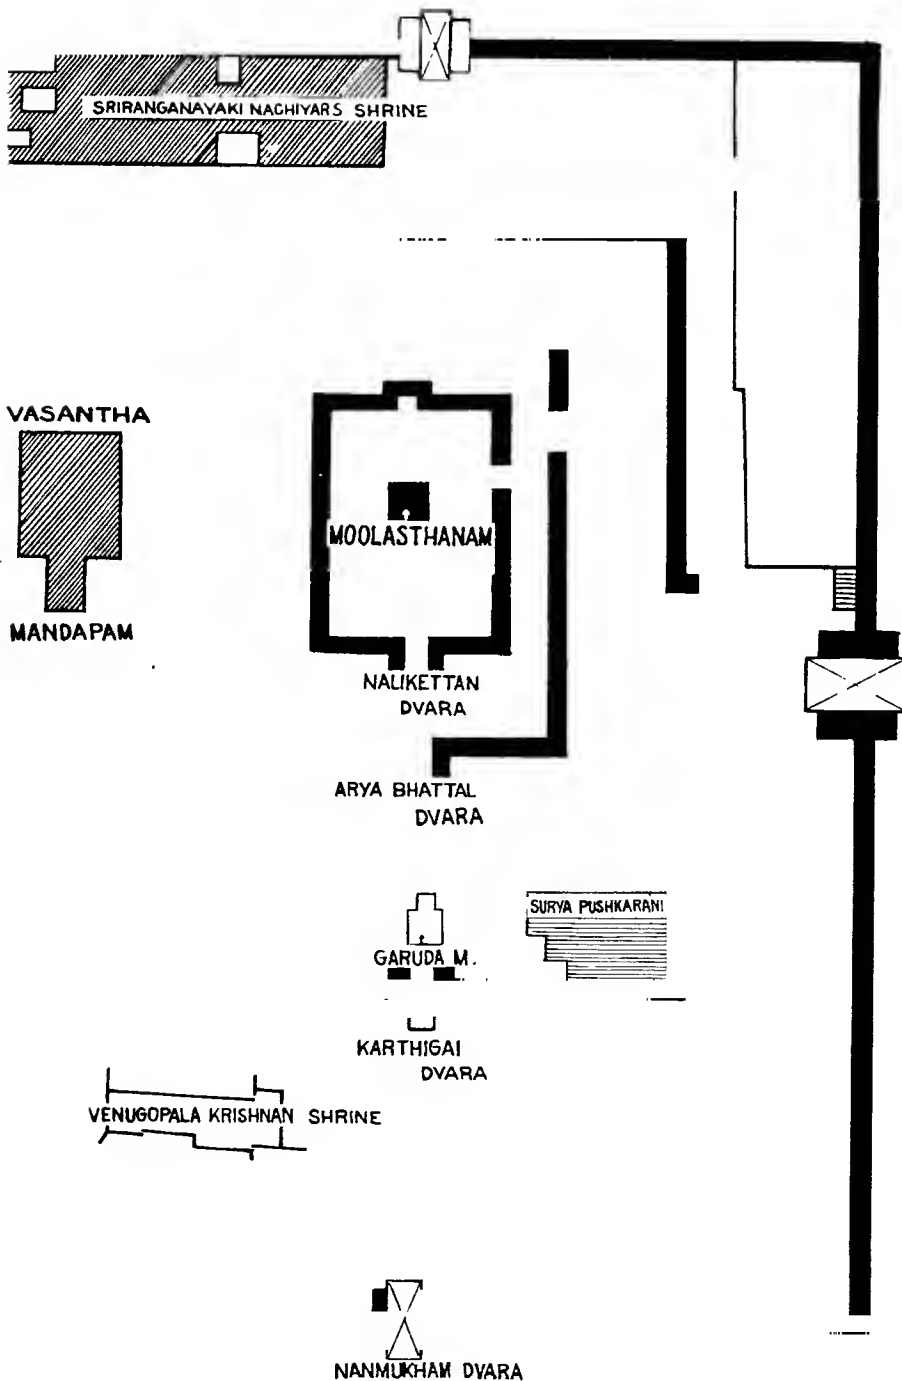 SRIRANGANAYAKI NACHIYARS SHRINE
VASANTHA
MANDAPAM
MOOLASTHANAM
NALIKETTAN
DVARA
ARYA BHATTAL
DVARA
SURYA PUSHKARANI
GARUDA M.
KARTHIGAI
DVARA
VENUGOPALA KRISHNAN SHRINE
NANMUKHAM DVARA